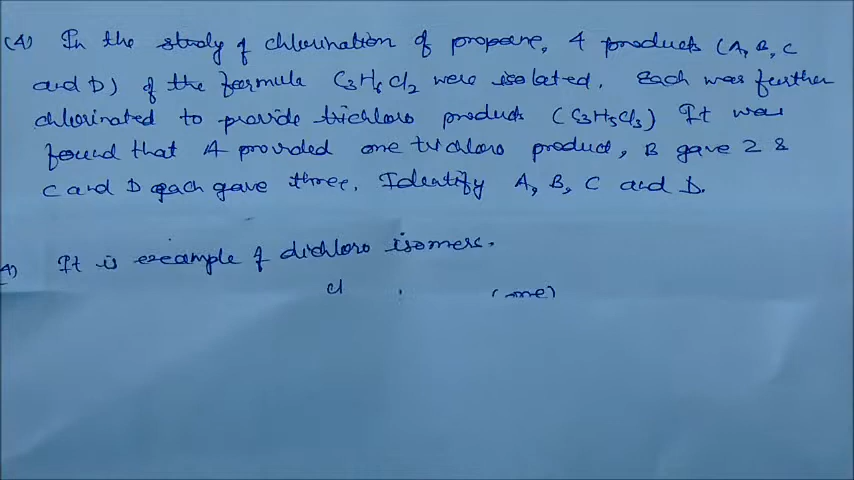 (4) In the study of chlorination of propane, 4 products (A, B, C
and D) of the formula C3H6Cl2 were isolated. Each was further
chlorinated to provide trichloro products (C3H5Cl3) It was
found that A provided one trichloro product, B gave 2 &
C and D each gave three. Identify A, B, C and D.
A) It is example of dichloro isomers.
cl (one)